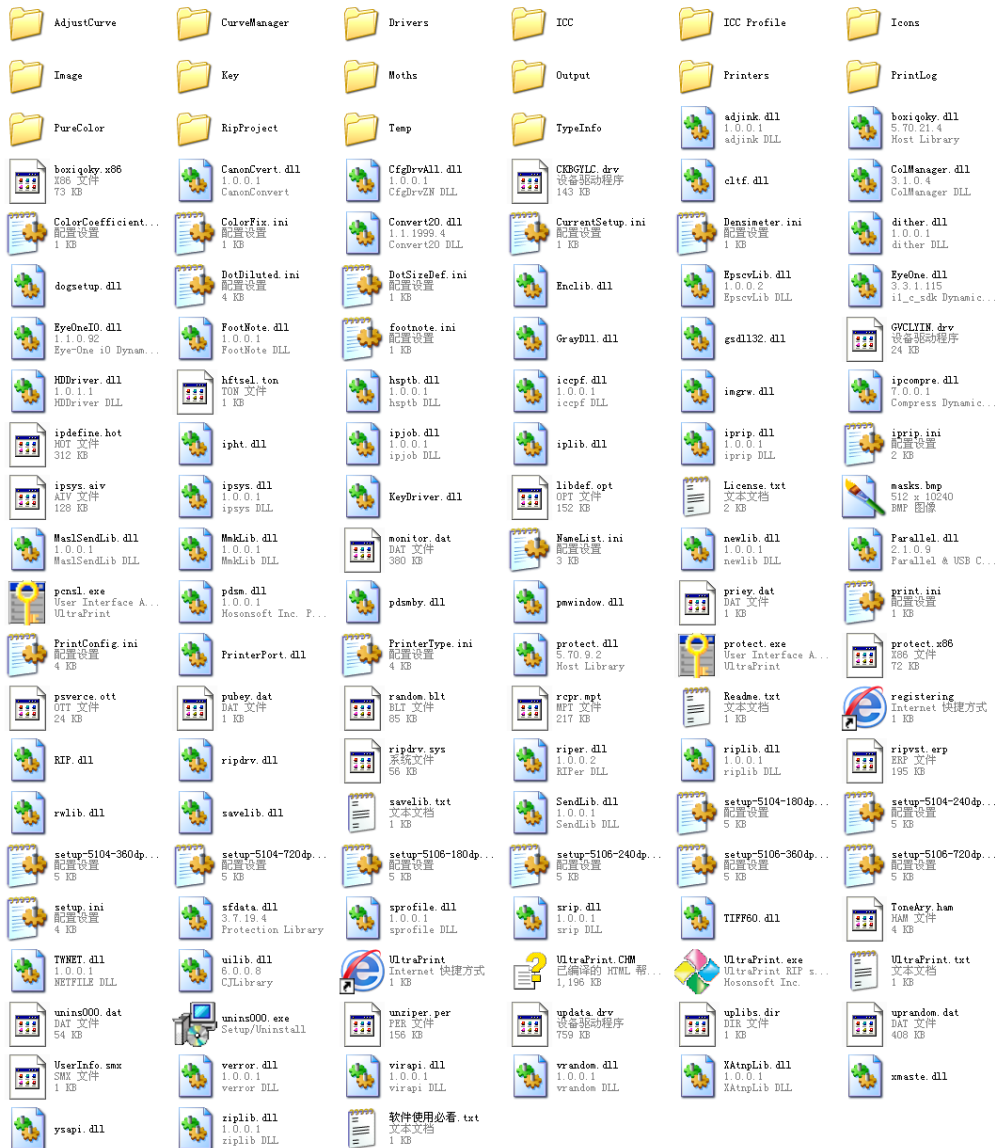 AdjustCurve
CurveManager
Drivers
ICC
ICC Profile
Icons
Image
Key
Moths
Output
Printers
PrintLog
PureColor
RipProject
Temp
TypeInfo
adjink.dll
1.0.0.1
adjink DLL
boxiqoky.dll
5.70.21.4
Host Library
boxiqoky.x86
X86 文件
73 KB
CanonCvert.dll
1.0.0.1
CanonConvert
CfgDrvAll.dll
1.0.0.1
CfgDrvZN DLL
CKBGYLC.drv
设备驱动程序
143 KB
cltf.dll
ColManager.dll
3.1.0.4
ColManager DLL
ColorCoefficient...
配置设置
1 KB
ColorFix.ini
配置设置
1 KB
Convert20.dll
1.1.1999.4
Convert20 DLL
CurrentSetup.ini
配置设置
1 KB
Densimeter.ini
配置设置
1 KB
dither.dll
1.0.0.1
dither DLL
dogsetup.dll
DotDiluted.ini
配置设置
4 KB
DotSizeDef.ini
配置设置
1 KB
Enclib.dll
EpscvLib.dll
1.0.0.2
EpscvLib DLL
EyeOne.dll
3.3.1.115
i1_c_sdk Dynamic...
EyeOneIO.dll
1.1.0.92
Eye-One iO Dynam...
FootNote.dll
1.0.0.1
FootNote DLL
footnote.ini
配置设置
1 KB
GrayDll.dll
gsdll32.dll
GVCLYIN.drv
设备驱动程序
24 KB
HDDriver.dll
1.0.1.1
HDDriver DLL
hftsel.ton
TON 文件
1 KB
hsptb.dll
1.0.0.1
hsptb DLL
iccpf.dll
1.0.0.1
iccpf DLL
imgrw.dll
ipcompre.dll
7.0.0.1
Compress Dynamic...
ipdefine.hot
HOT 文件
312 KB
ipht.dll
ipjob.dll
1.0.0.1
ipjob DLL
iplib.dll
iprip.dll
1.0.0.1
iprip DLL
iprip.ini
配置设置
2 KB
ipsys.aiv
AIV 文件
128 KB
ipsys.dll
1.0.0.1
ipsys DLL
KeyDriver.dll
libdef.opt
OPT 文件
152 KB
License.txt
文本文档
2 KB
masks.bmp
512 x 10240
BMP 图像
MaslSendLib.dll
1.0.0.1
MaslSendLib DLL
MmkLib.dll
1.0.0.1
MmkLib DLL
monitor.dat
DAT 文件
380 KB
NameList.ini
配置设置
3 KB
newlib.dll
1.0.0.1
newlib DLL
Parallel.dll
2.1.0.9
Parallel & USB C...
pcnsl.exe
User Interface A...
UltraPrint
pdsm.dll
1.0.0.1
Hosonsoft Inc. P...
pdsmby.dll
pmwindow.dll
priey.dat
DAT 文件
1 KB
print.ini
配置设置
1 KB
PrintConfig.ini
配置设置
4 KB
PrinterPort.dll
PrinterType.ini
配置设置
4 KB
protect.dll
5.70.9.2
Host Library
protect.exe
User Interface A...
UltraPrint
protect.x86
X86 文件
72 KB
psverce.ott
OTT 文件
24 KB
pubey.dat
DAT 文件
1 KB
random.blt
BLT 文件
85 KB
rcpr.mpt
MPT 文件
217 KB
Readme.txt
文本文档
1 KB
registering
Internet 快捷方式
1 KB
RIP.dll
ripdrv.dll
ripdrv.sys
系统文件
56 KB
riper.dll
1.0.0.2
RIPer DLL
riplib.dll
1.0.0.1
riplib DLL
ripvst.erp
ERP 文件
195 KB
rwlib.dll
savelib.dll
savelib.txt
文本文档
1 KB
SendLib.dll
1.0.0.1
SendLib DLL
setup-5104-180dp...
配置设置
5 KB
setup-5104-240dp...
配置设置
5 KB
setup-5104-360dp...
配置设置
5 KB
setup-5104-720dp...
配置设置
5 KB
setup-5106-180dp...
配置设置
5 KB
setup-5106-240dp...
配置设置
5 KB
setup-5106-360dp...
配置设置
5 KB
setup-5106-720dp...
配置设置
5 KB
setup.ini
配置设置
4 KB
sfdata.dll
3.7.19.4
Protection Library
sprofile.dll
1.0.0.1
sprofile DLL
srip.dll
1.0.0.1
srip DLL
TIFF60.dll
ToneAry.ham
HAM 文件
4 KB
TWNET.dll
1.0.0.1
NETFILE DLL
uilib.dll
6.0.0.8
CJLibrary
UltraPrint
Internet 快捷方式
1 KB
UltraPrint.CHM
已编译的 HTML 帮...
1,196 KB
UltraPrint.exe
UltraPrint RIP s...
Hosonsoft Inc.
UltraPrint.txt
文本文档
1 KB
unins000.dat
DAT 文件
54 KB
unins000.exe
Setup/Uninstall
unziper.per
PER 文件
156 KB
updata.drv
设备驱动程序
759 KB
uplibs.dir
DIR 文件
1 KB
uprandom.dat
DAT 文件
408 KB
UserInfo.smx
SMX 文件
1 KB
verror.dll
1.0.0.1
verror DLL
virapi.dll
1.0.0.1
virapi DLL
vrandom.dll
1.0.0.1
vrandom DLL
XAtnpLib.dll
1.0.0.1
XAtnpLib DLL
xmaste.dll
ysapi.dll
ziplib.dll
1.0.0.1
ziplib DLL
软件使用必看.txt
文本文档
1 KB